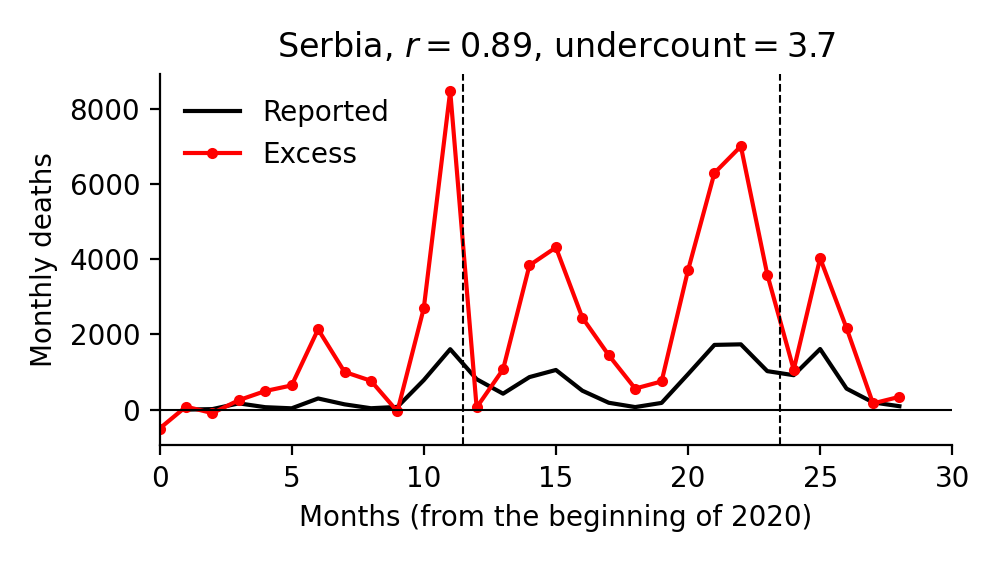 Serbia, r = 0.89, undercount = 3.7
Reported
Excess
Monthly deaths
8000
6000
4000
2000
0
0 5 10 15 20 25 30
Months (from the beginning of 2020)